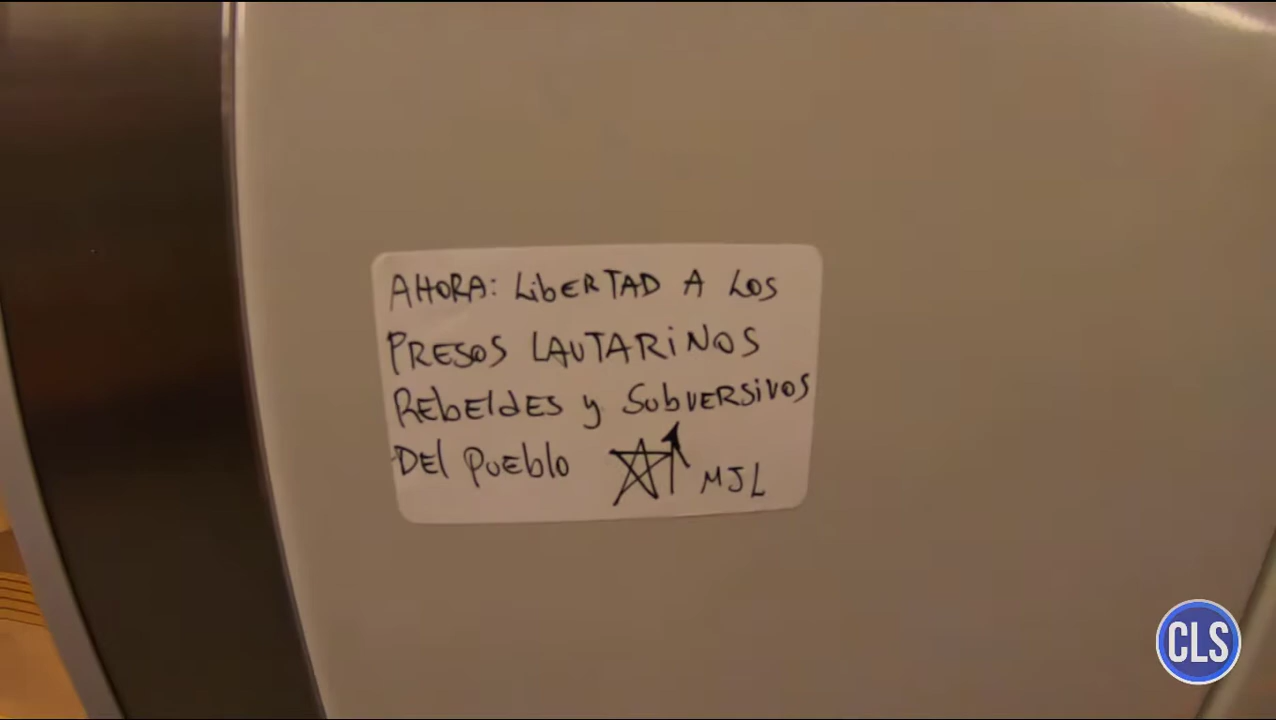 AHORA: LibERTAD A LOS
PRESOS LAUTARiNOS
REbElDES y SubVERSiVOS
DEl PUEblO MJL
CLS